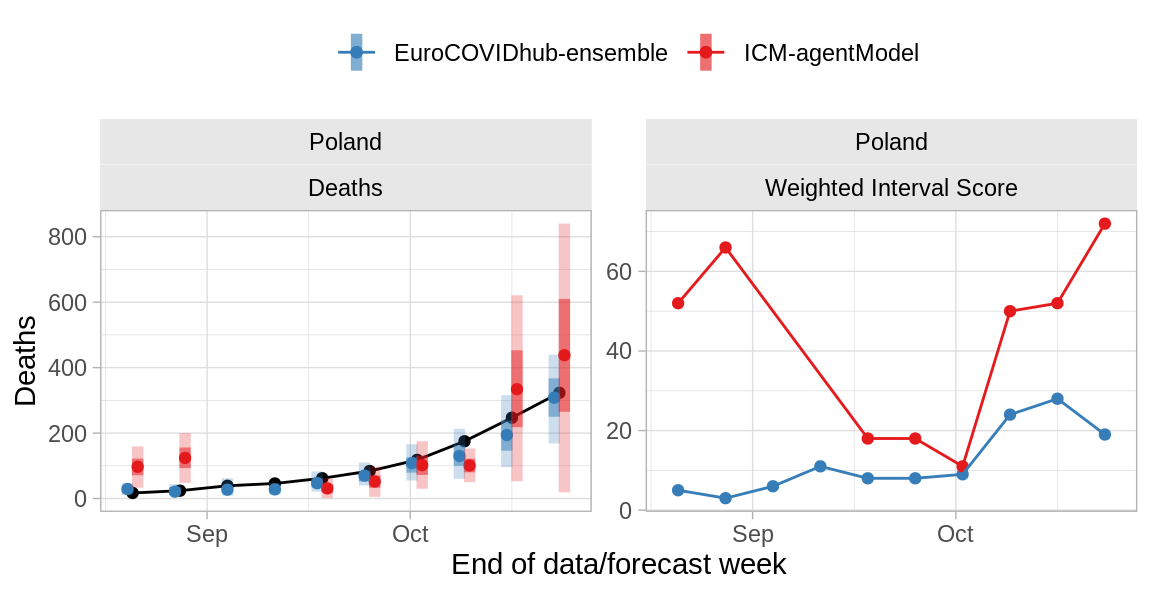 EuroCOVIDhub-ensemble ICM-agentModel
Poland
Deaths
Poland
Weighted Interval Score
Deaths
800
600
400
200
0
Sep Oct
60
40
20
0
Sep Oct
End of data/forecast week